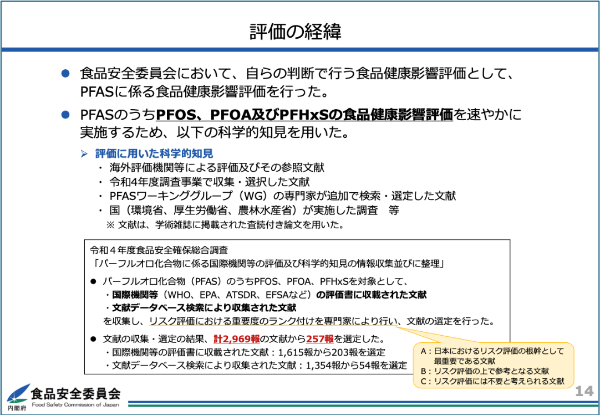 評価の経緯
● 食品安全委員会において、自らの判断で行う食品健康影響評価として、
PFASに係る食品健康影響評価を行った。
● PFASのうちPFOS、PFOA及びPFHxSの食品健康影響評価を速やかに
実施するため、以下の科学的知見を用いた。
➢ 評価に用いた科学的知見
・ 海外評価機関等による評価及びその参照文献
・ 令和4年度調査事業で収集・選択した文献
・ PFASワーキンググループ（WG）の専門家が追加で検索・選定した文献
・ 国（環境省、厚生労働省、農林水産省）が実施した調査　等
※ 文献は、学術雑誌に掲載された査読付き論文を用いた。
令和４年度食品安全確保総合調査
「パーフルオロ化合物に係る国際機関等の評価及び科学的知見の情報収集並びに整理」
● パーフルオロ化合物（PFAS）のうちPFOS、PFOA、PFHxSを対象として、
・国際機関等（WHO、EPA、ATSDR、EFSAなど）の評価書に収載された文献
・文献データベース検索により収集された文献
を収集し、リスク評価における重要度のランク付けを専門家により行い、文献の選定を行った。
● 文献の収集・選定の結果、計2,969報の文献から257報を選定した。
・国際機関等の評価書に収載された文献：1,615報から203報を選定
・文献データベース検索により収集された文献：1,354報から54報を選定
A：日本におけるリスク評価の根幹として
最重要である文献
B：リスク評価の上で参考となる文献
C：リスク評価には不要と考えられる文献
内閣府
食品安全委員会
Food Safety Commission of Japan
14